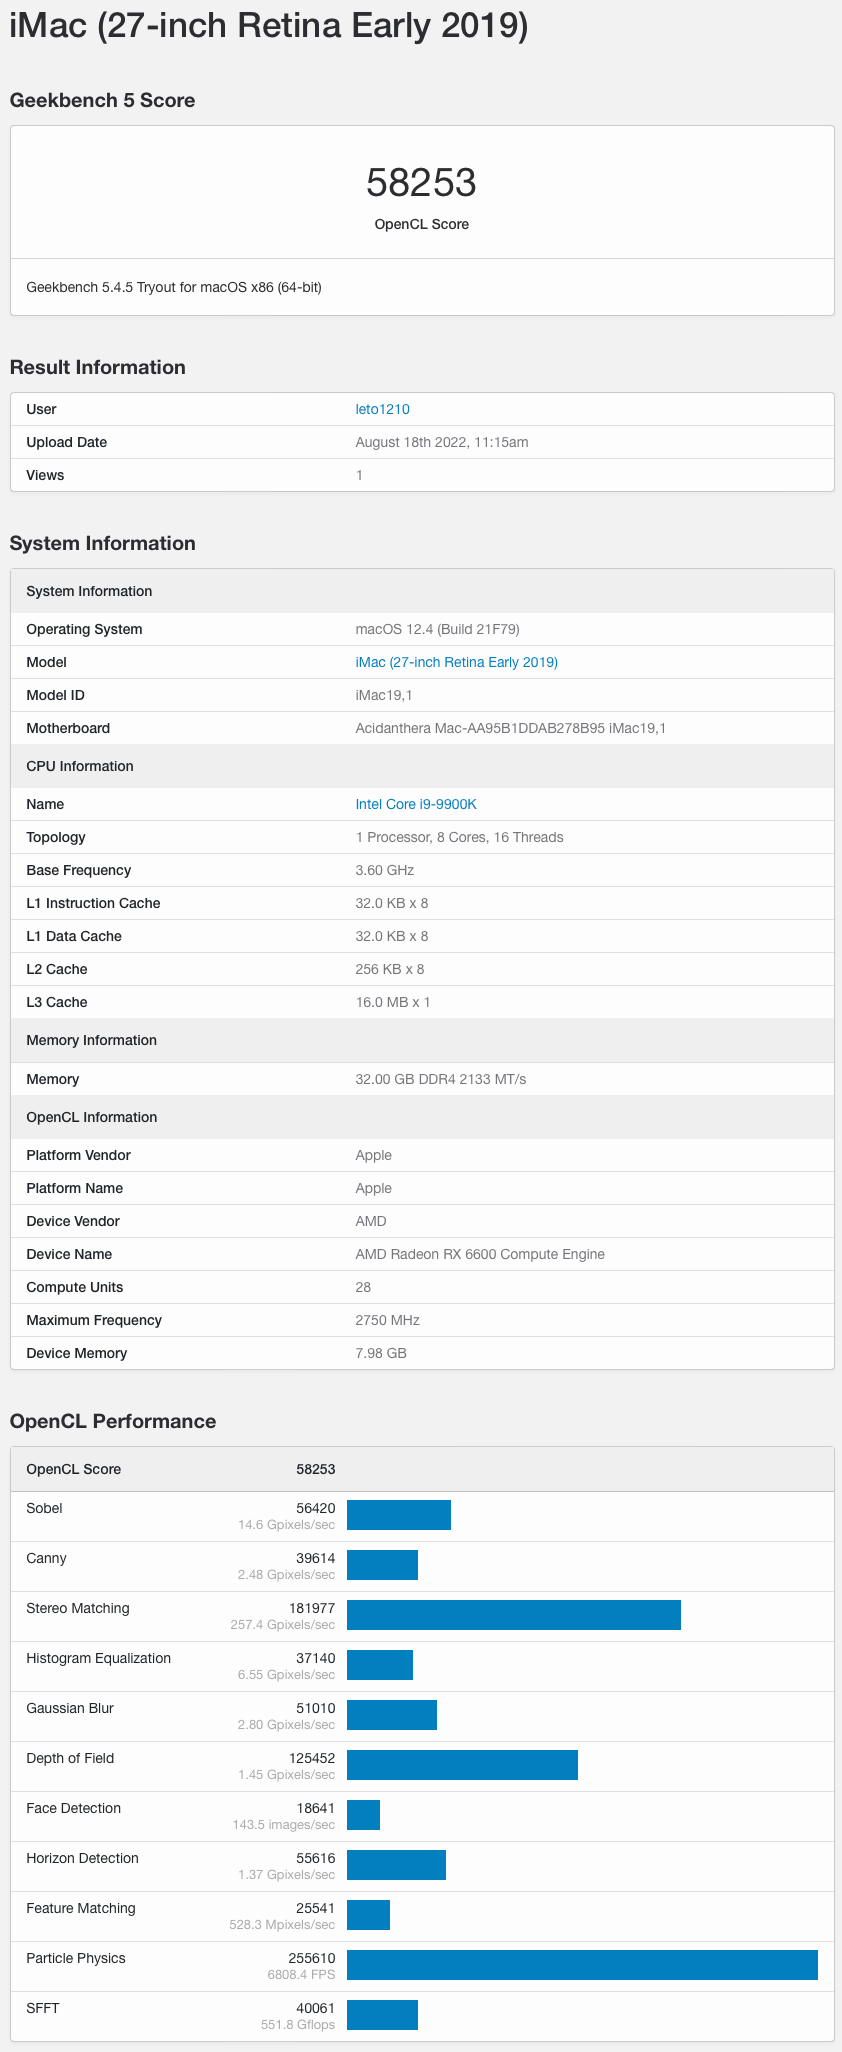 iMac (27-inch Retina Early 2019)
Geekbench 5 Score
58253
OpenCL Score
Geekbench 5.4.5 Tryout for macOS x86 (64-bit)
Result Information
User leto1210
Upload Date August 18th 2022, 11:15am
Views 1
System Information
System Information
Operating System macOS 12.4 (Build 21F79)
Model iMac (27-inch Retina Early 2019)
Model ID iMac19,1
Motherboard Acidanthera Mac-AA95B1DDAB278B95 iMac19,1
CPU Information
Name Intel Core i9-9900K
Topology 1 Processor, 8 Cores, 16 Threads
Base Frequency 3.60 GHz
L1 Instruction Cache 32.0 KB x 8
L1 Data Cache 32.0 KB x 8
L2 Cache 256 KB x 8
L3 Cache 16.0 MB x 1
Memory Information
Memory 32.00 GB DDR4 2133 MT/s
OpenCL Information
Platform Vendor Apple
Platform Name Apple
Device Vendor AMD
Device Name AMD Radeon RX 6600 Compute Engine
Compute Units 28
Maximum Frequency 2750 MHz
Device Memory 7.98 GB
OpenCL Performance
OpenCL Score 58253
Sobel 56420
14.6 Gpixels/sec
Canny 39614
2.48 Gpixels/sec
Stereo Matching 181977
257.4 Gpixels/sec
Histogram Equalization 37140
6.55 Gpixels/sec
Gaussian Blur 51010
2.80 Gpixels/sec
Depth of Field 125452
1.45 Gpixels/sec
Face Detection 18641
143.5 images/sec
Horizon Detection 55616
1.37 Gpixels/sec
Feature Matching 25541
528.3 Mpixels/sec
Particle Physics 255610
6808.4 FPS
SFFT 40061
551.8 Gflops